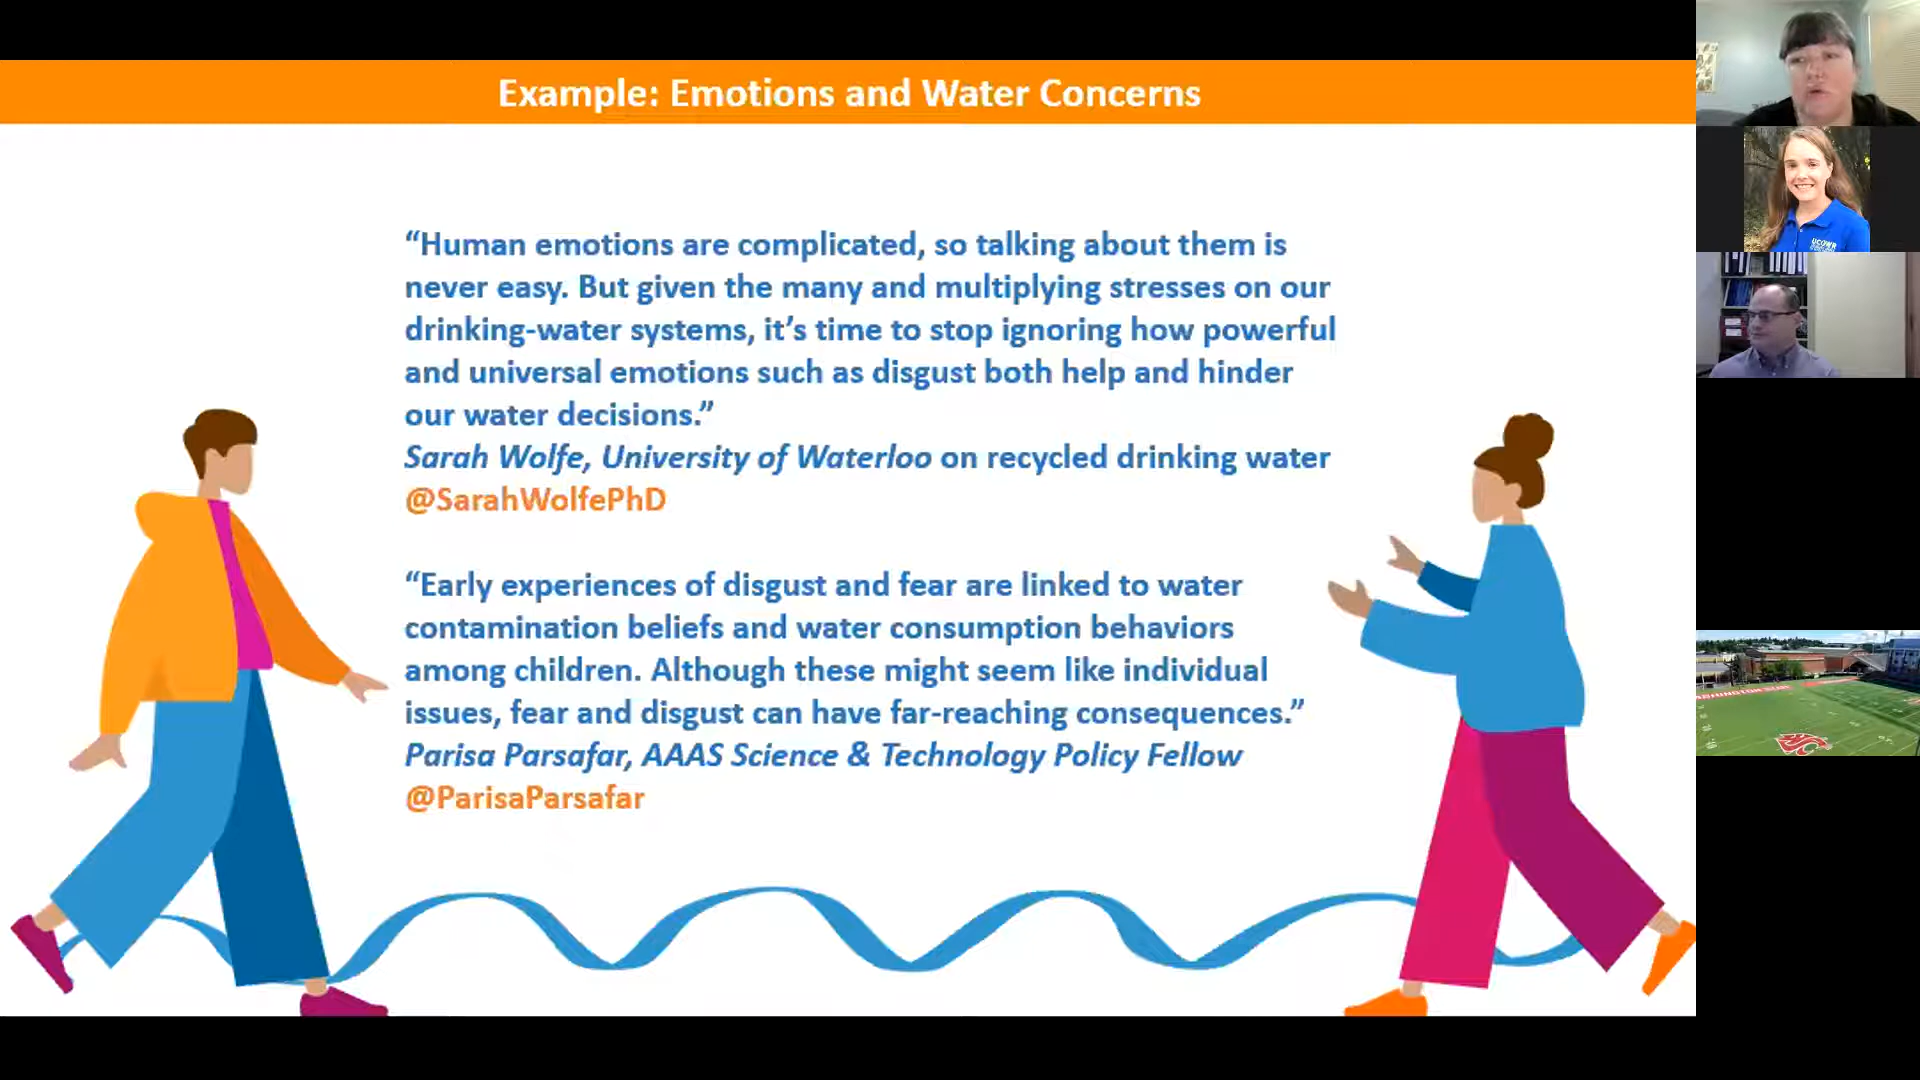 Example: Emotions and Water Concerns
“Human emotions are complicated, so talking about them is
never easy. But given the many and multiplying stresses on our
drinking-water systems, it’s time to stop ignoring how powerful
and universal emotions such as disgust both help and hinder
our water decisions.”
Sarah Wolfe, University of Waterloo on recycled drinking water
@SarahWolfePhD
“Early experiences of disgust and fear are linked to water
contamination beliefs and water consumption behaviors
among children. Although these might seem like individual
issues, fear and disgust can have far-reaching consequences.”
Parisa Parsafar, AAAS Science & Technology Policy Fellow
@ParisaParsafar
UCOWR